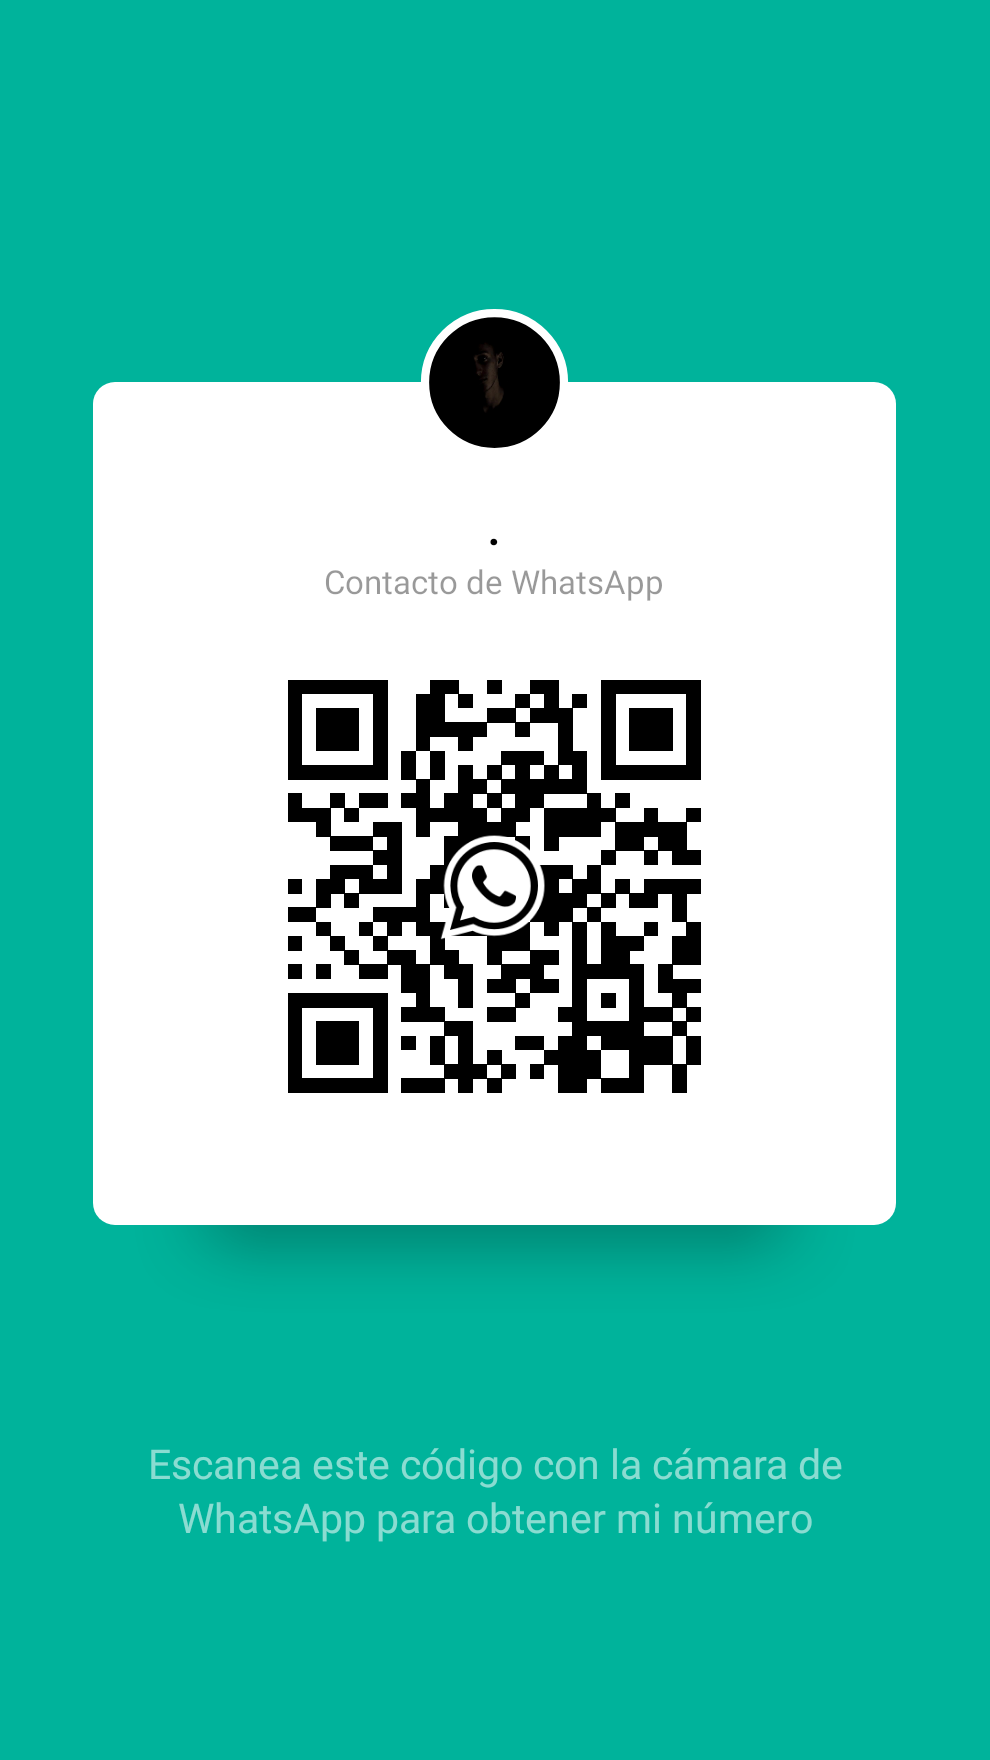 .
Contacto de WhatsApp
Escanea este código con la cámara de
WhatsApp para obtener mi número